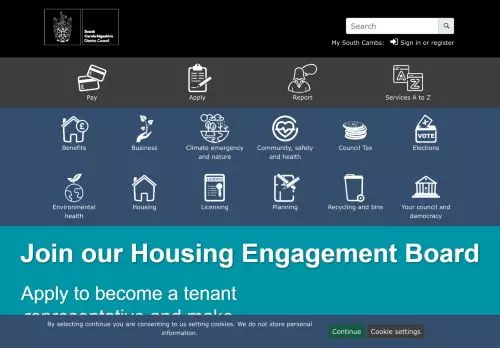 South
Cambridgeshire
District Council
Search
My South Cambs: Sign in or register
Pay
Apply
Report
A
Z
Services A to Z
£
VOTE
Benefits
Business
Climate emergency
and nature
Community, safety
and health
Council Tax
Elections
Environmental
health
Housing
Licensing
Planning
Recycling and bins
Your council and
democracy
Join our Housing Engagement Board
Apply to become a tenant
representative and make
By selecting continue you are consenting to us setting cookies. We do not store personal
information.
Continue
Cookie settings